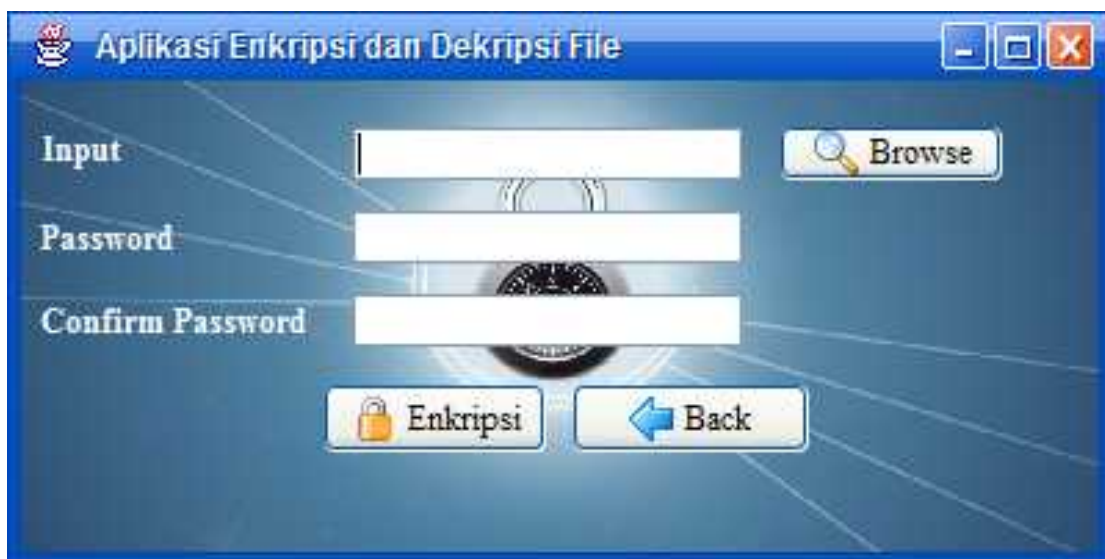 Aplikasi Enkripsi dan Dekripsi File
Input Browse
Password
Confirm Password
Enkripsi Back